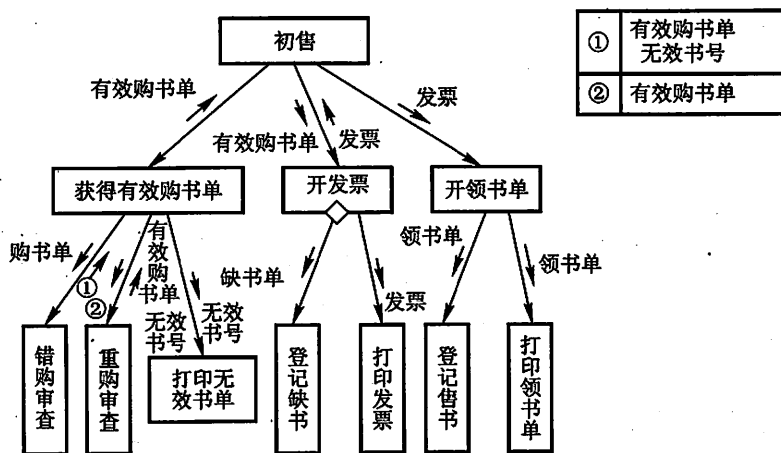 初售
①
有效购书单
无效书号
②
有效购书单
有效购书单
有效购书单
发票
发票
获得有效购书单
开发票
开领书单
购书单
①
②
有效购书单
无效
书号
无效
书号
缺书单
发票
领书单
领书单
错购审查
重购审查
打印无
效书单
登记缺书
打印发票
登记售书
打印领书单